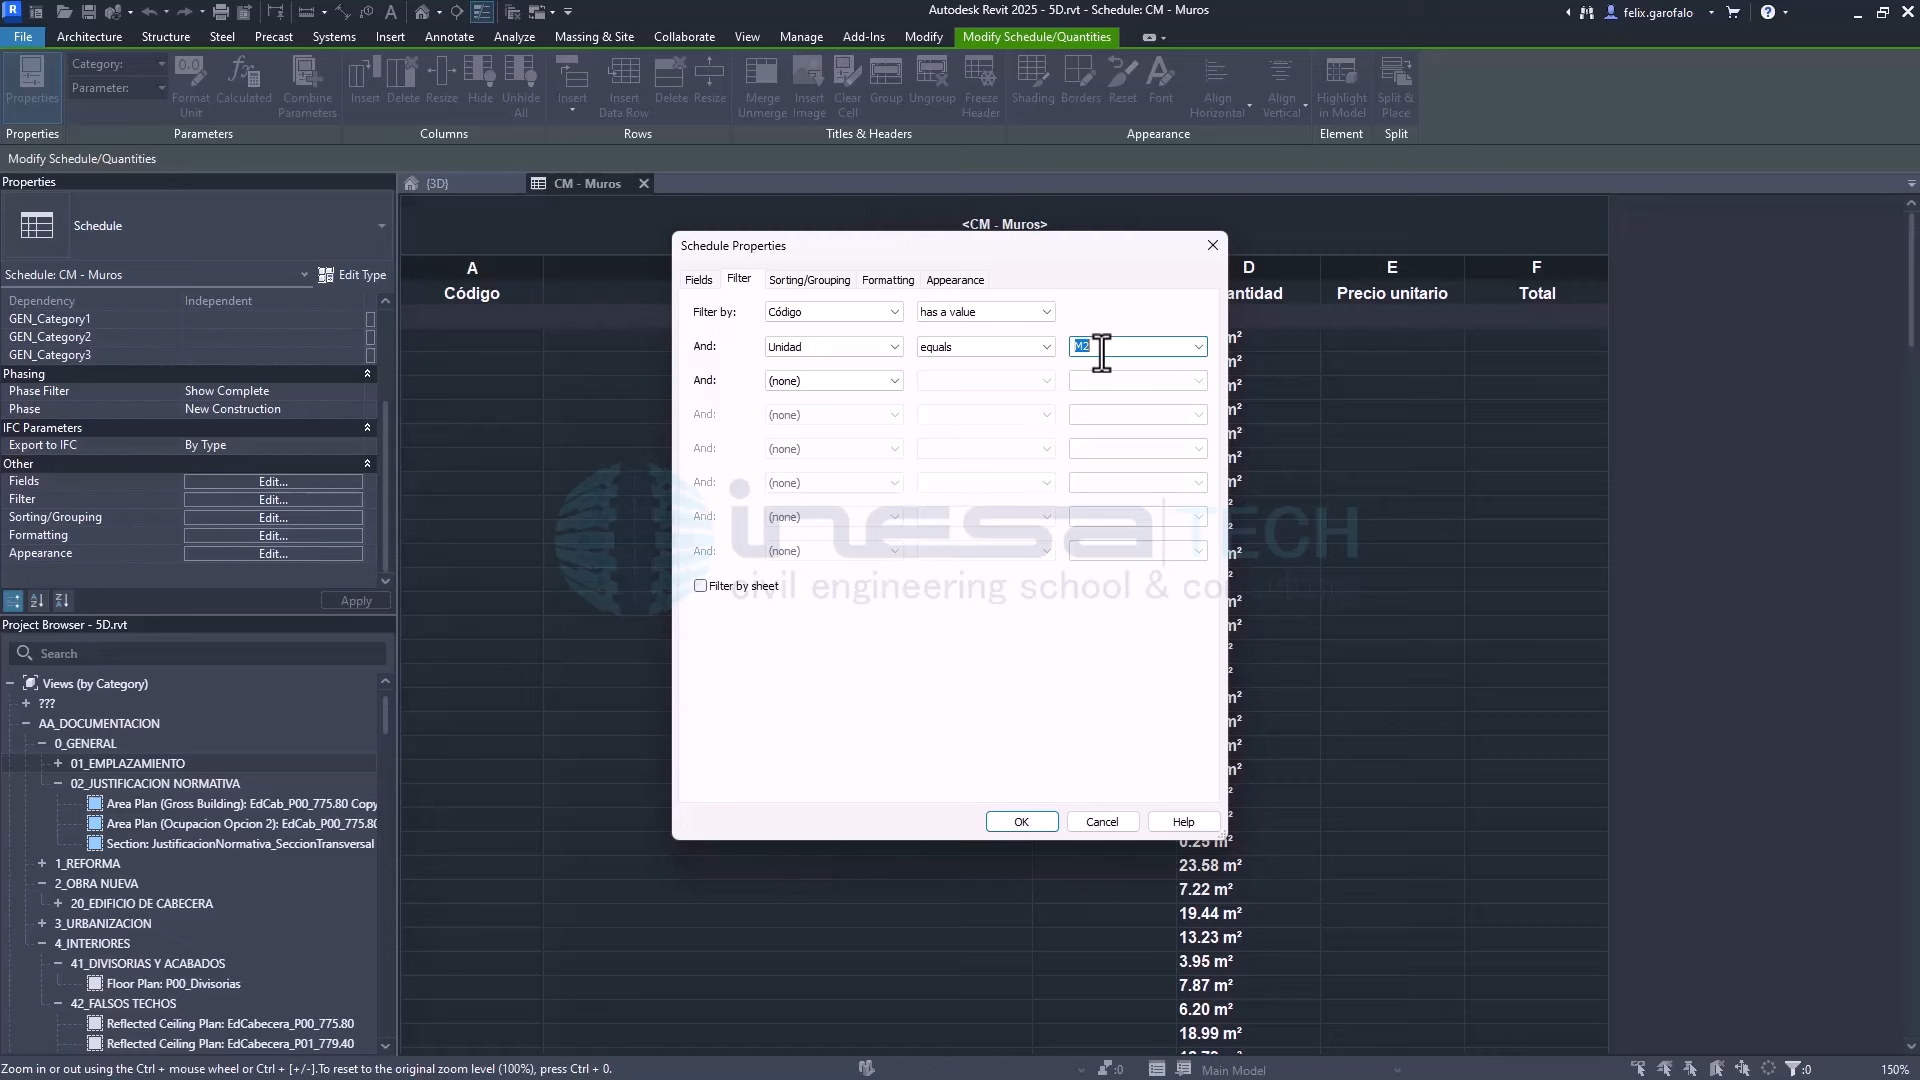 Autodesk Revit 2025 - 5D.rvt - Schedule: CM - Muros
felix.garofalo
File Architecture Structure Steel Precast Systems Insert Annotate Analyze Massing & Site Collaborate View Manage Add-Ins Modify Modify Schedule/Quantities
Category:
Parameter:
Properties
Format Unit
Calculated
Combine Parameters
Insert Delete Resize Hide Unhide All
Insert
Insert Data Row
Delete Resize
Merge Unmerge
Insert Image
Clear Cell
Group Ungroup
Freeze Header
Shading Borders Reset Font
Align Horizontal
Align Vertical
Highlight in Model
Split & Place
Properties Parameters Columns Rows Titles & Headers Appearance Element Split
Modify Schedule/Quantities
Properties
Schedule
Schedule: CM - Muros
Edit Type
Dependency Independent
GEN_Category1
GEN_Category2
GEN_Category3
Phasing
Phase Filter Show Complete
Phase New Construction
IFC Parameters
Export to IFC By Type
Other
Fields Edit...
Filter Edit...
Sorting/Grouping Edit...
Formatting Edit...
Appearance Edit...
Apply
Project Browser - 5D.rvt
Search
Views (by Category)
???
AA_DOCUMENTACION
0_GENERAL
01_EMPLAZAMIENTO
02_JUSTIFICACION NORMATIVA
Area Plan (Gross Building): EdCab_P00_775.80 Copy
Area Plan (Ocupacion Opcion 2): EdCab_P00_775.80
Section: JustificacionNormativa_SeccionTransversal
1_REFORMA
2_OBRA NUEVA
20_EDIFICIO DE CABECERA
3_URBANIZACION
4_INTERIORES
41_DIVISORIAS Y ACABADOS
Floor Plan: P00_Divisorias
42_FALSOS TECHOS
Reflected Ceiling Plan: EdCabecera_P00_775.80
Reflected Ceiling Plan: EdCabecera_P01_779.40
{3D}
CM - Muros
<CM - Muros>
A D E F
Código antidad Precio unitario Total
Schedule Properties
Fields Filter Sorting/Grouping Formatting Appearance
Filter by: Código has a value
And: Unidad equals M2
And: (none)
And: (none)
And: (none)
And: (none)
And: (none)
And: (none)
Filter by sheet
OK Cancel Help
inesa TECH
civil engineering school &
0.25 m²
23.58 m²
7.22 m²
19.44 m²
13.23 m²
3.95 m²
7.87 m²
6.20 m²
18.99 m²
Zoom in or out using the Ctrl + mouse wheel or Ctrl + [+/-].To reset to the original zoom level (100%), press Ctrl + 0.
:0
Main Model
:0
150%